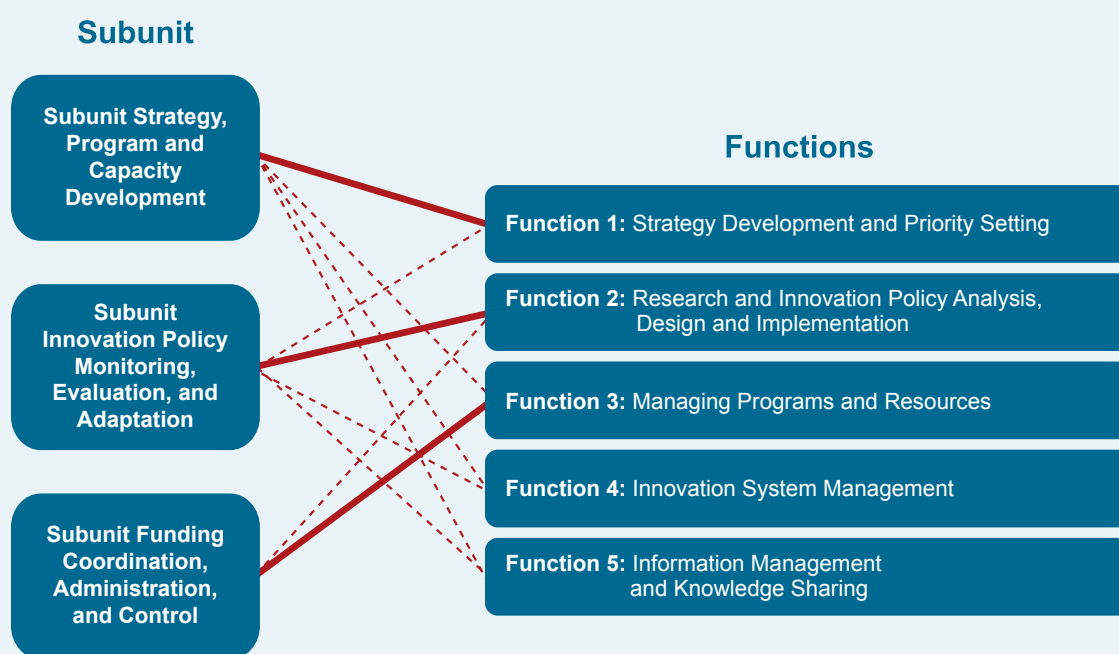 Subunit
Subunit Strategy,
Program and
Capacity
Development
Subunit
Innovation Policy
Monitoring,
Evaluation, and
Adaptation
Subunit Funding
Coordination,
Administration,
and Control
Functions
Function 1: Strategy Development and Priority Setting
Function 2: Research and Innovation Policy Analysis,
Design and Implementation
Function 3: Managing Programs and Resources
Function 4: Innovation System Management
Function 5: Information Management
and Knowledge Sharing